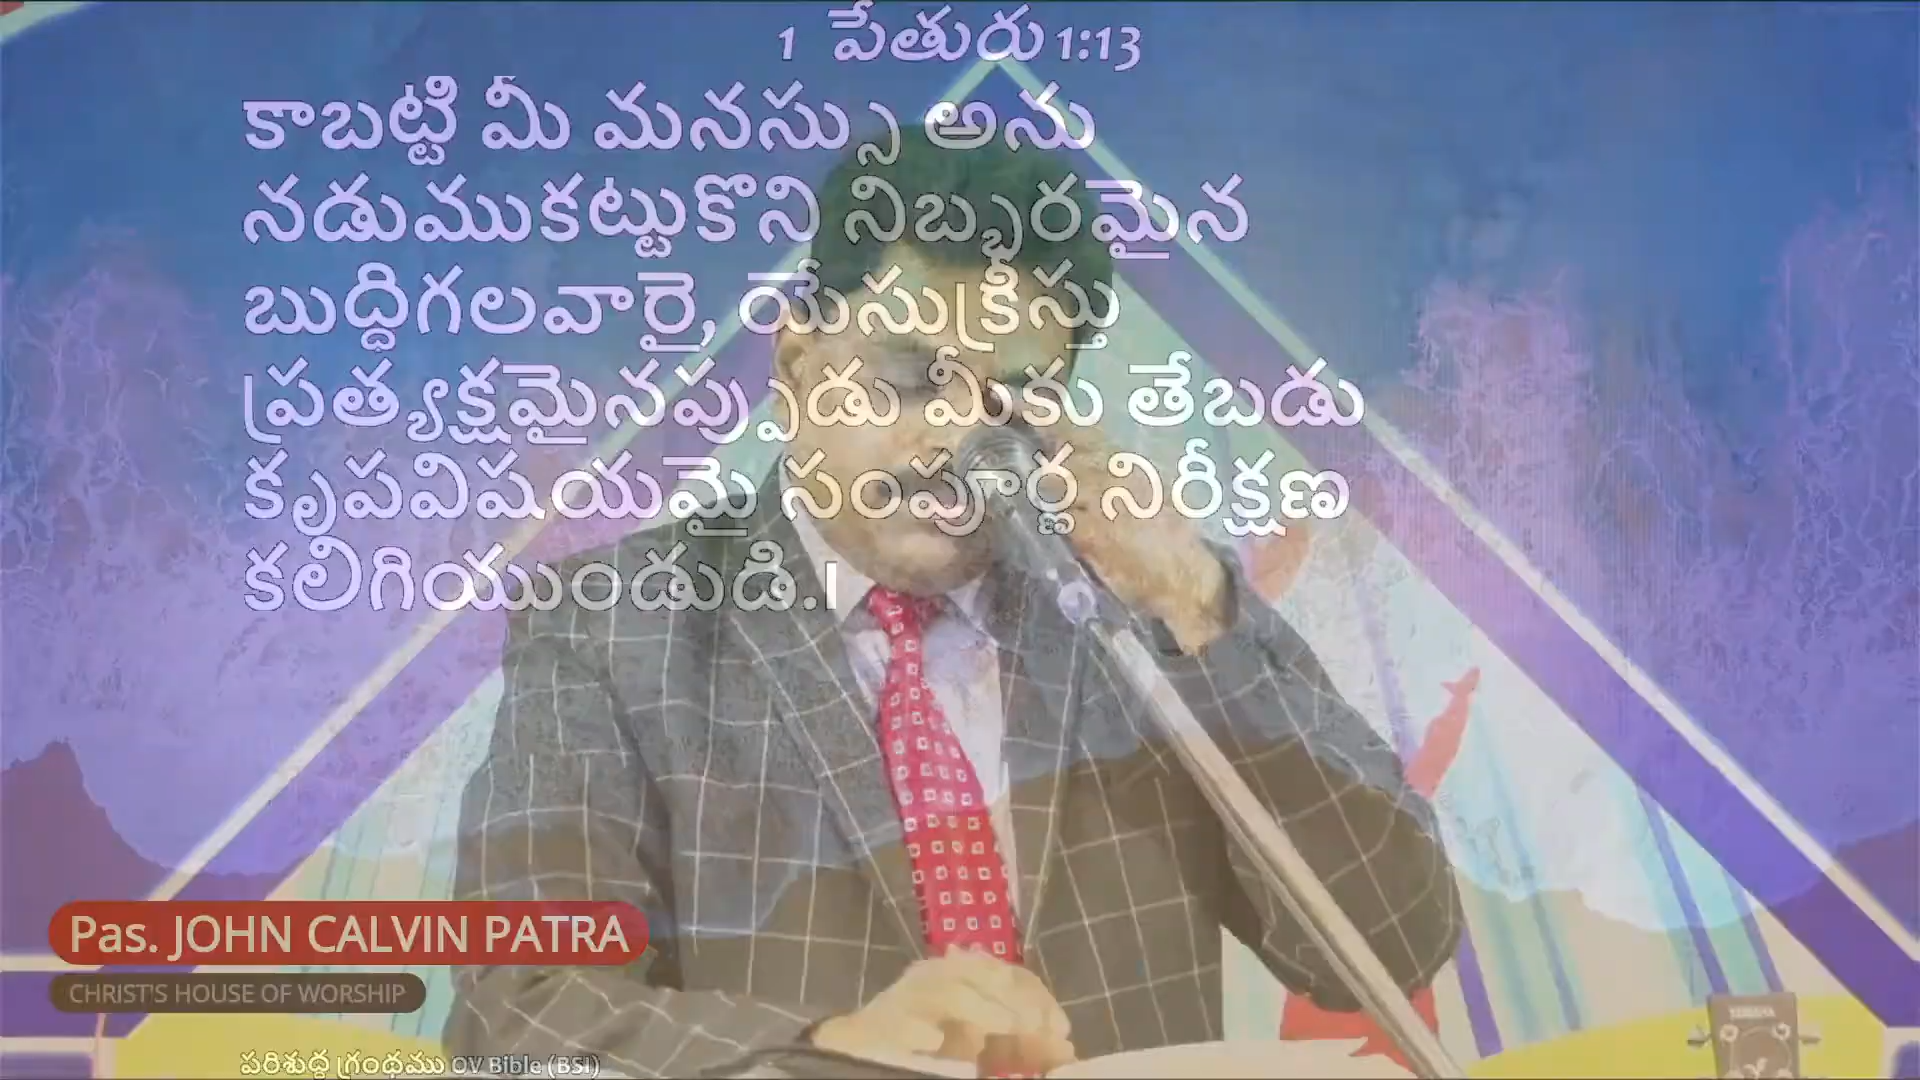 1 పేతురు 1:13
కాబట్టి మీ మనస్సు అను
నడుముకట్టుకొని నిబ్బరమైన
బుద్ధిగలవారై, యేసుక్రీస్తు
ప్రత్యక్షమైనప్పుడు మీకు తేబడు
కృపవిషయమై సంపూర్ణ నిరీక్షణ
కలిగియుండుడి.।
Pas. JOHN CALVIN PATRA
CHRIST'S HOUSE OF WORSHIP
పరిశుద్ధ గ్రంథము OV Bible (BSI)
YAMAHA